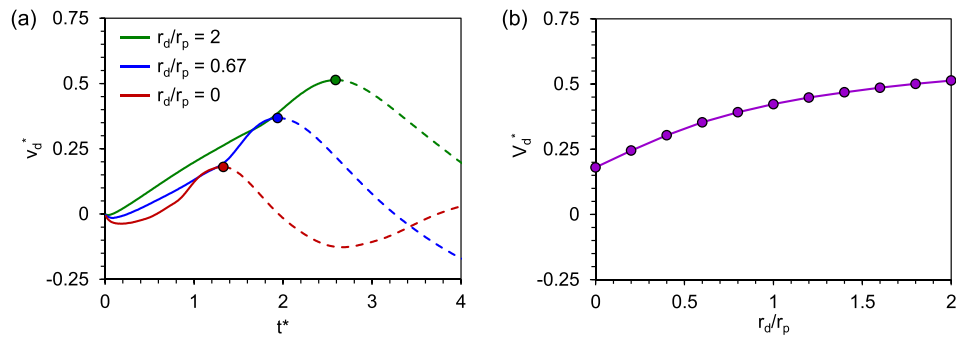 (a)
0.75
0.5
0.25
0
-0.25
v_d^*
r_d/r_p = 2
r_d/r_p = 0.67
r_d/r_p = 0
0 1 2 3 4
t*
(b)
0.75
0.5
0.25
0
-0.25
V_d^*
0 0.5 1 1.5 2
r_d/r_p